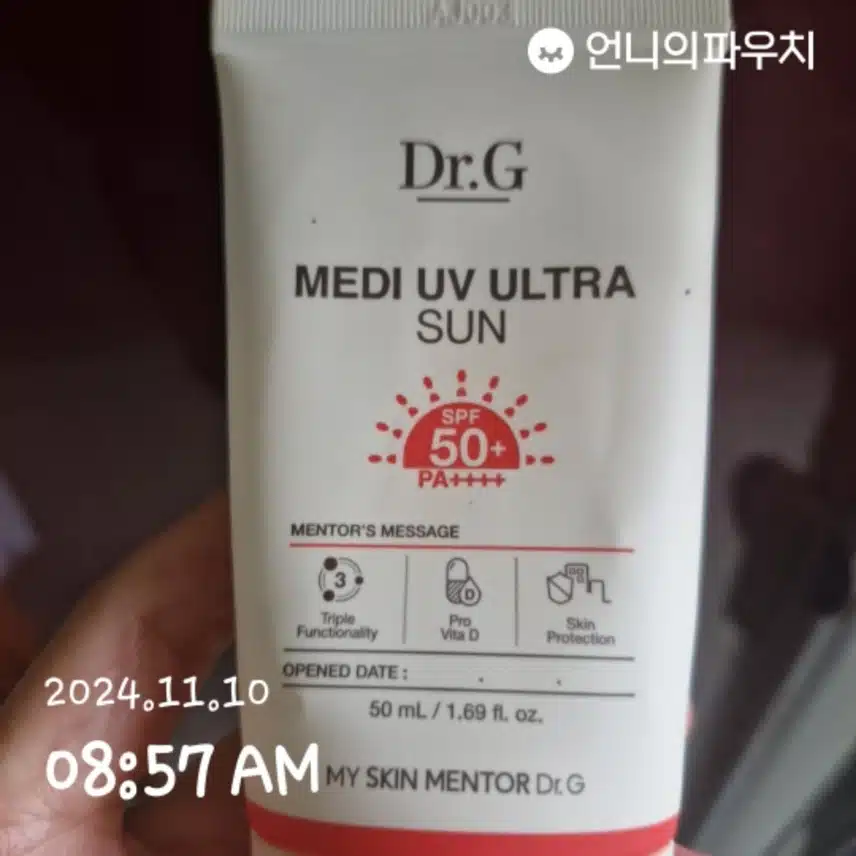 언니의파우치
Dr.G
MEDI UV ULTRA
SUN
SPF
50+
PA++++
MENTOR'S MESSAGE
3
Triple
Functionality
D
Pro
Vita D
Skin
Protection
OPENED DATE :
50 mL / 1.69 fl. oz.
2024.11.10
08:57 AM
MY SKIN MENTOR Dr.G